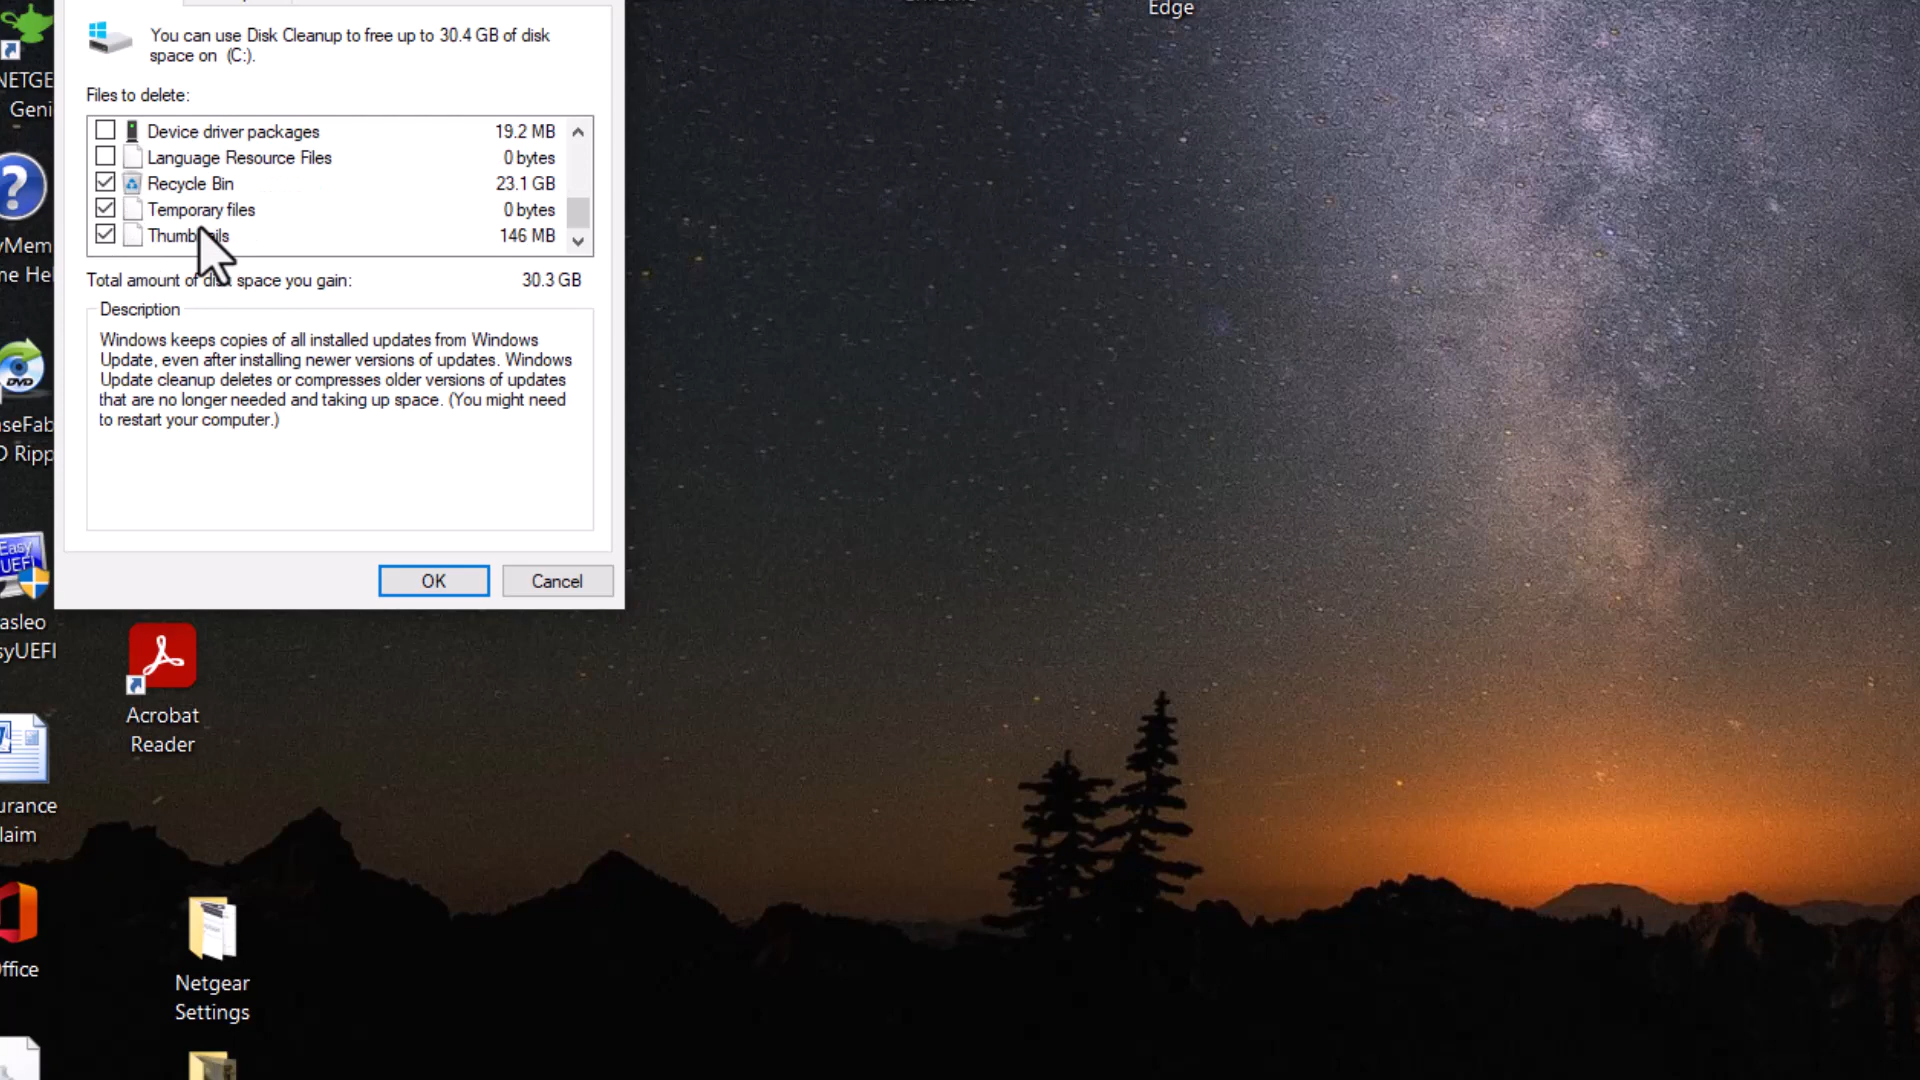 Edge
You can use Disk Cleanup to free up to 30.4 GB of disk
space on (C:).
Files to delete:
Device driver packages 19.2 MB
Language Resource Files 0 bytes
Recycle Bin 23.1 GB
Temporary files 0 bytes
Thumbnails 146 MB
Total amount of disk space you gain: 30.3 GB
Description
Windows keeps copies of all installed updates from Windows
Update, even after installing newer versions of updates. Windows
Update cleanup deletes or compresses older versions of updates
that are no longer needed and taking up space. (You might need
to restart your computer.)
OK
Cancel
NETGE
Geni
yMem
me Hel
DVD
aseFab
D Ripp
Easy
UEFI
asleo
syUEFI
Acrobat
Reader
urance
laim
ffice
Netgear
Settings